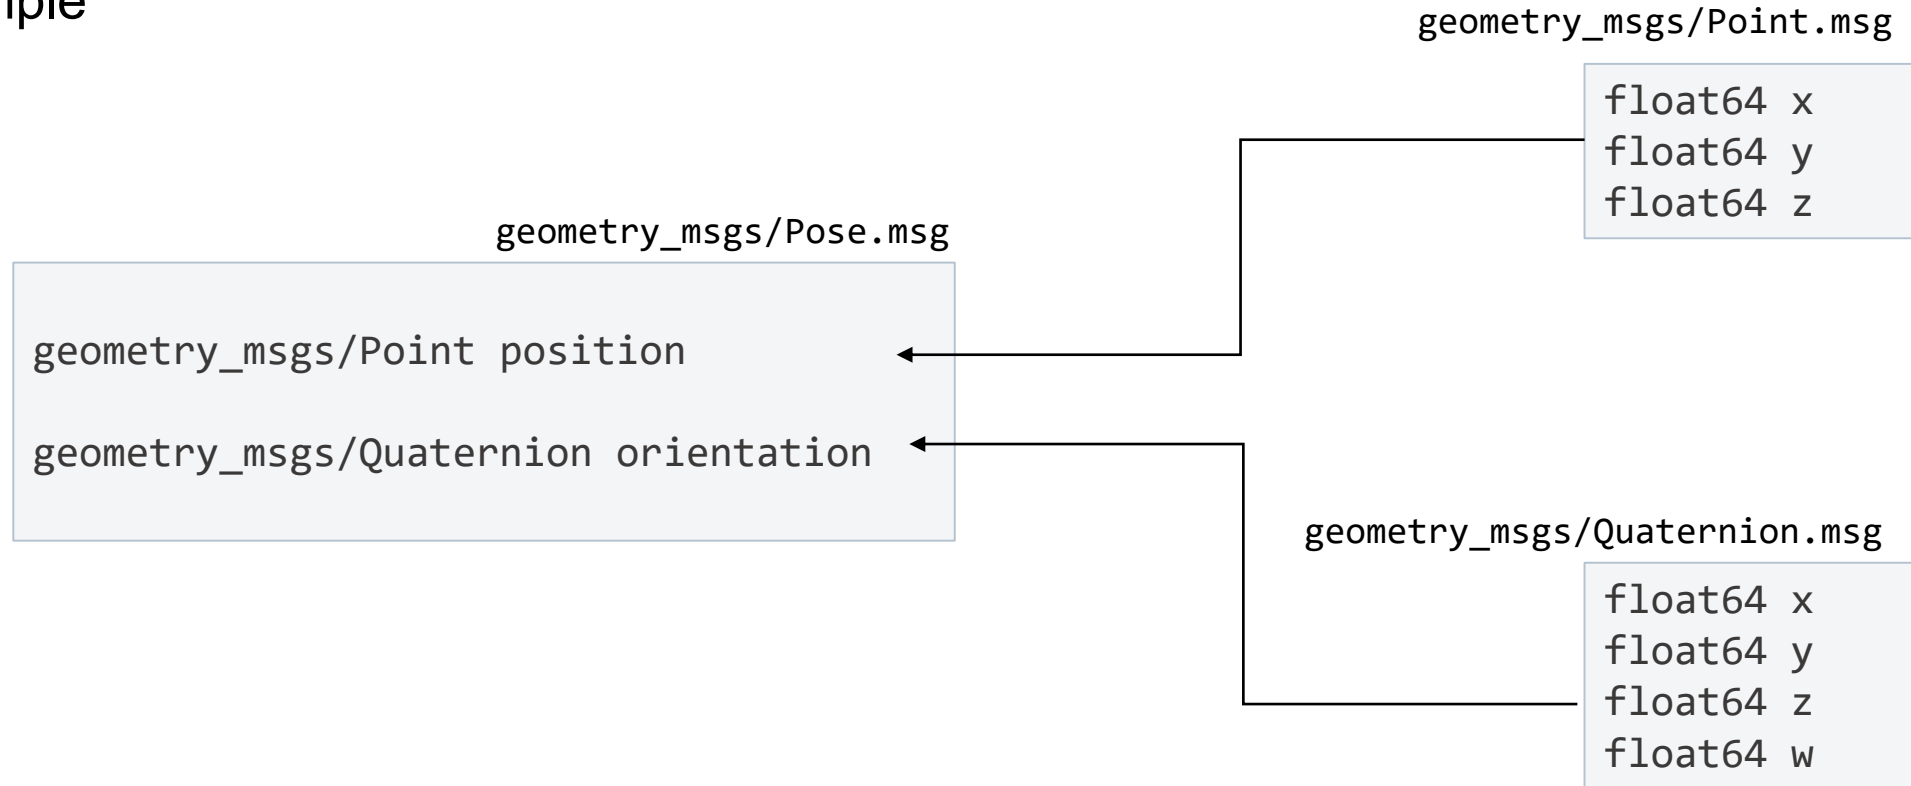 geometry_msgs/Point.msg
float64 x
float64 y
float64 z
geometry_msgs/Pose.msg
geometry_msgs/Point position
geometry_msgs/Quaternion orientation
geometry_msgs/Quaternion.msg
float64 x
float64 y
float64 z
float64 w